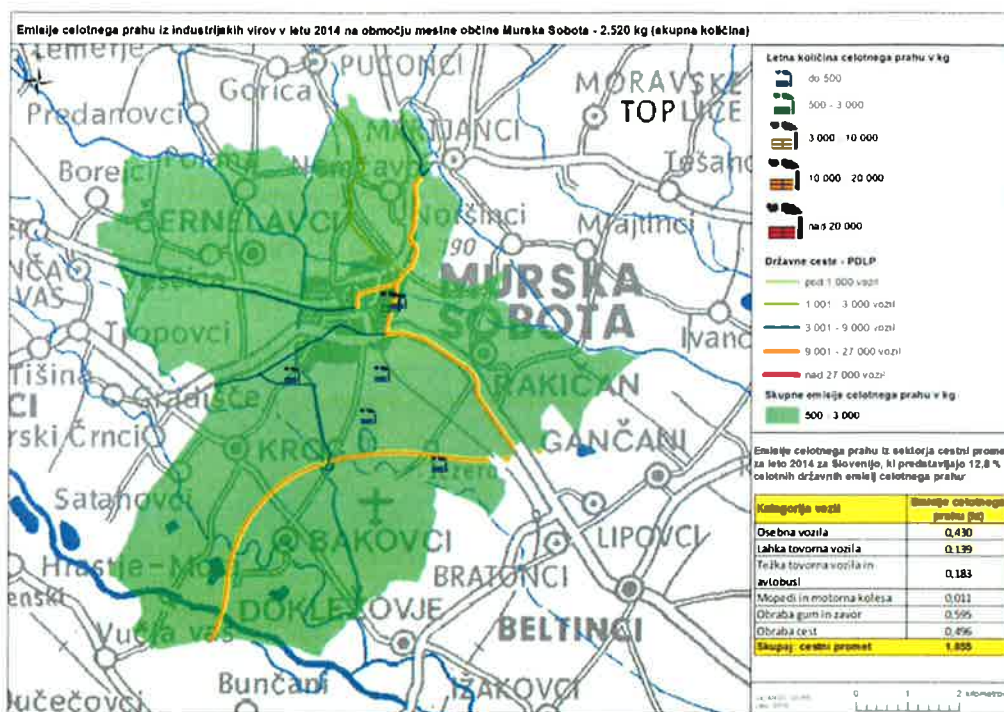 Emisije celotnega prahu iz industrijskih virov v letu 2014 na območju mestne občine Murska Sobota - 2.520 kg (skupna količina)
PUCONCI
Gorica
Predanovci
MORAVSKE
TOPLICE
Borejci
ČERNELAVCI
Noršinci
Mlajtinci
90
MURSKA
SOBOTA
VAS
Tropovci
Tišina
Gradišče
RAKIČAN
KROG
GANČANI
Satahovci
BAKOVCI
LIPOVCI
BRATONCI
DOKLEŽOVJE
BELTINCI
Vučja vas
Bunčani
IŽAKOVCI
Letna količina celotnega prahu v kg
do 500
500 - 3 000
3 000 - 10 000
10 000 - 20 000
nad 20 000
Državne ceste - PDLP
pod 1 000 vozil
1 001 - 3 000 vozil
3 001 - 9 000 vozil
9 001 - 27 000 vozil
nad 27 000 vozil
Skupne emisije celotnega prahu v kg
500 - 3 000
Emisije celotnega prahu iz sektorja cestni promet
za leto 2014 za Slovenijo, ki predstavljajo 12,8 %
celotnih državnih emisij celotnega prahu
Kategorija vozil Emisije celotnega
prahu (kt)
Osebna vozila 0,430
Lahka tovorna vozila 0,139
Težka tovorna vozila in
avtobusi 0,183
Mopedi in motorna kolesa 0,011
Obraba gum in zavor 0,595
Obraba cest 0,496
Skupaj: cestni promet 1,855
0 1 2 kilometro